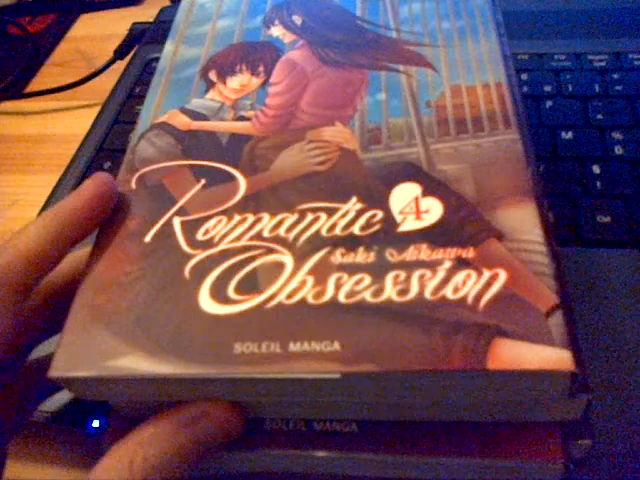 Romantic 4
Saki Aikawa
Obsession
SOLEIL MANGA
SOLEIL MANGA
P
M